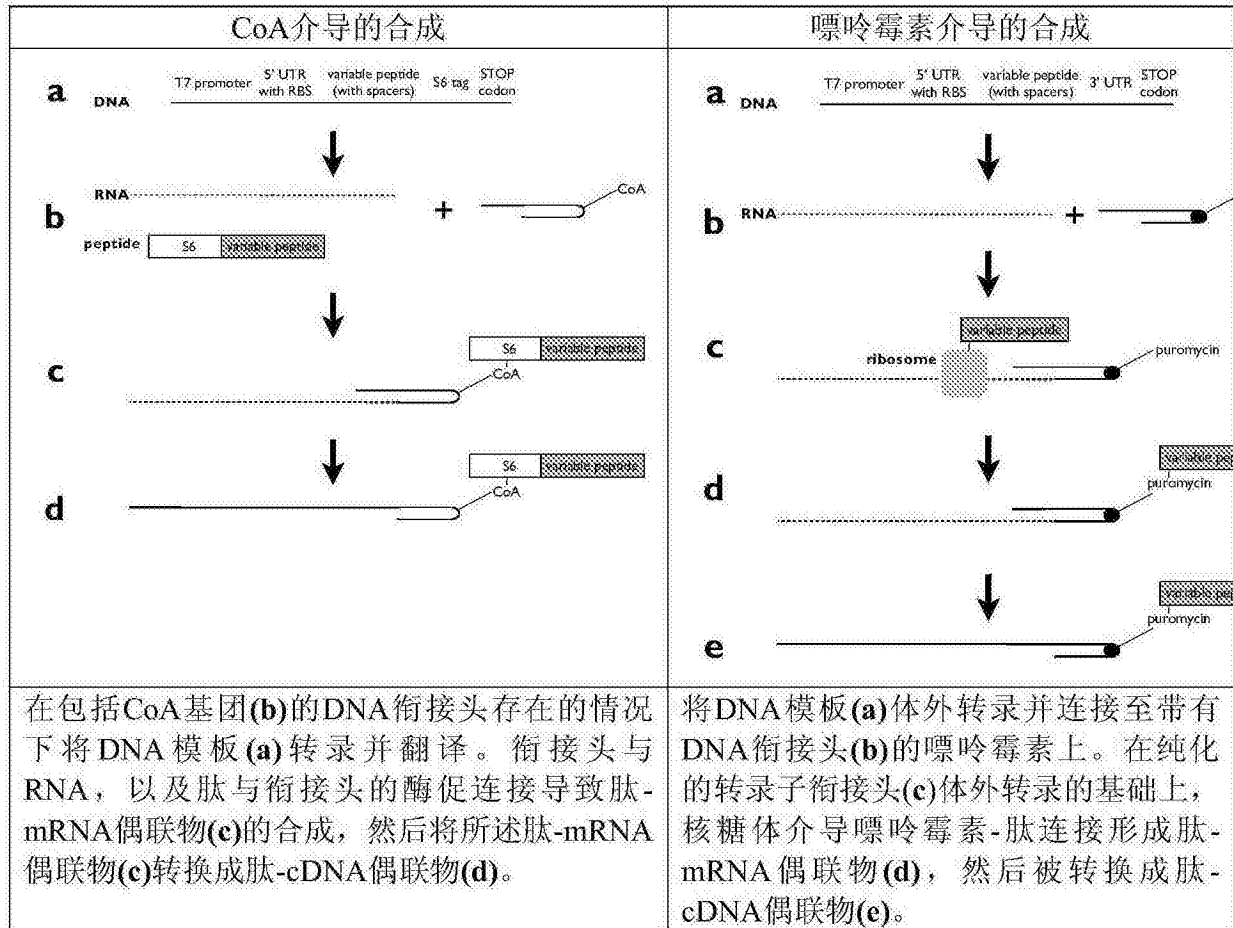 CoA介导的合成
a
DNA
T7 promoter
5' UTR
with RBS
variable peptide
(with spacers)
S6 tag
STOP
codon
b
RNA
+
CoA
peptide
S6
variable peptide
c
S6
variable peptide
CoA
d
S6
variable peptide
CoA
在包括CoA基团(b)的DNA衔接头存在的情况
下将DNA模板(a)转录并翻译。衔接头与
RNA，以及肽与衔接头的酶促连接导致肽-
mRNA偶联物(c)的合成，然后将所述肽-mRNA
偶联物(c)转换成肽-cDNA偶联物(d)。
嘌呤霉素介导的合成
a
DNA
T7 promoter
5' UTR
with RBS
variable peptide
(with spacers)
3' UTR
STOP
codon
b
RNA
+
c
variable peptide
ribosome
puromycin
d
variable pep
puromycin
e
variable pep
puromycin
将DNA模板(a)体外转录并连接至带有
DNA衔接头(b)的嘌呤霉素上。在纯化
的转录子衔接头(c)体外转录的基础上，
核糖体介导嘌呤霉素-肽连接形成肽-
mRNA偶联物(d)，然后被转换成肽-
cDNA偶联物(e)。